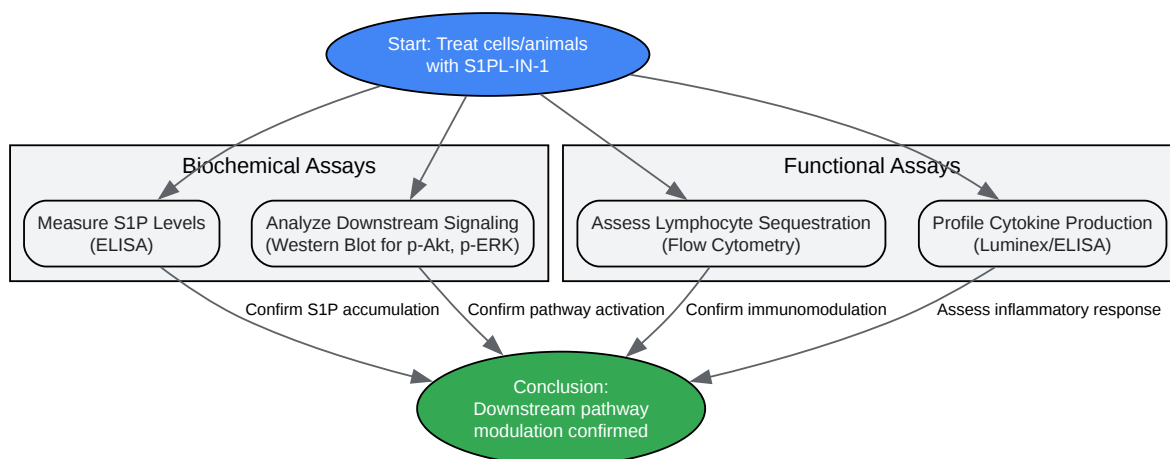 Start: Treat cells/animals
with S1PL-IN-1
Biochemical Assays
Functional Assays
Measure S1P Levels
(ELISA)
Analyze Downstream Signaling
(Western Blot for p-Akt, p-ERK)
Assess Lymphocyte Sequestration
(Flow Cytometry)
Profile Cytokine Production
(Luminex/ELISA)
Confirm S1P accumulation
Confirm pathway activation
Confirm immunomodulation
Assess inflammatory response
Conclusion:
Downstream pathway
modulation confirmed